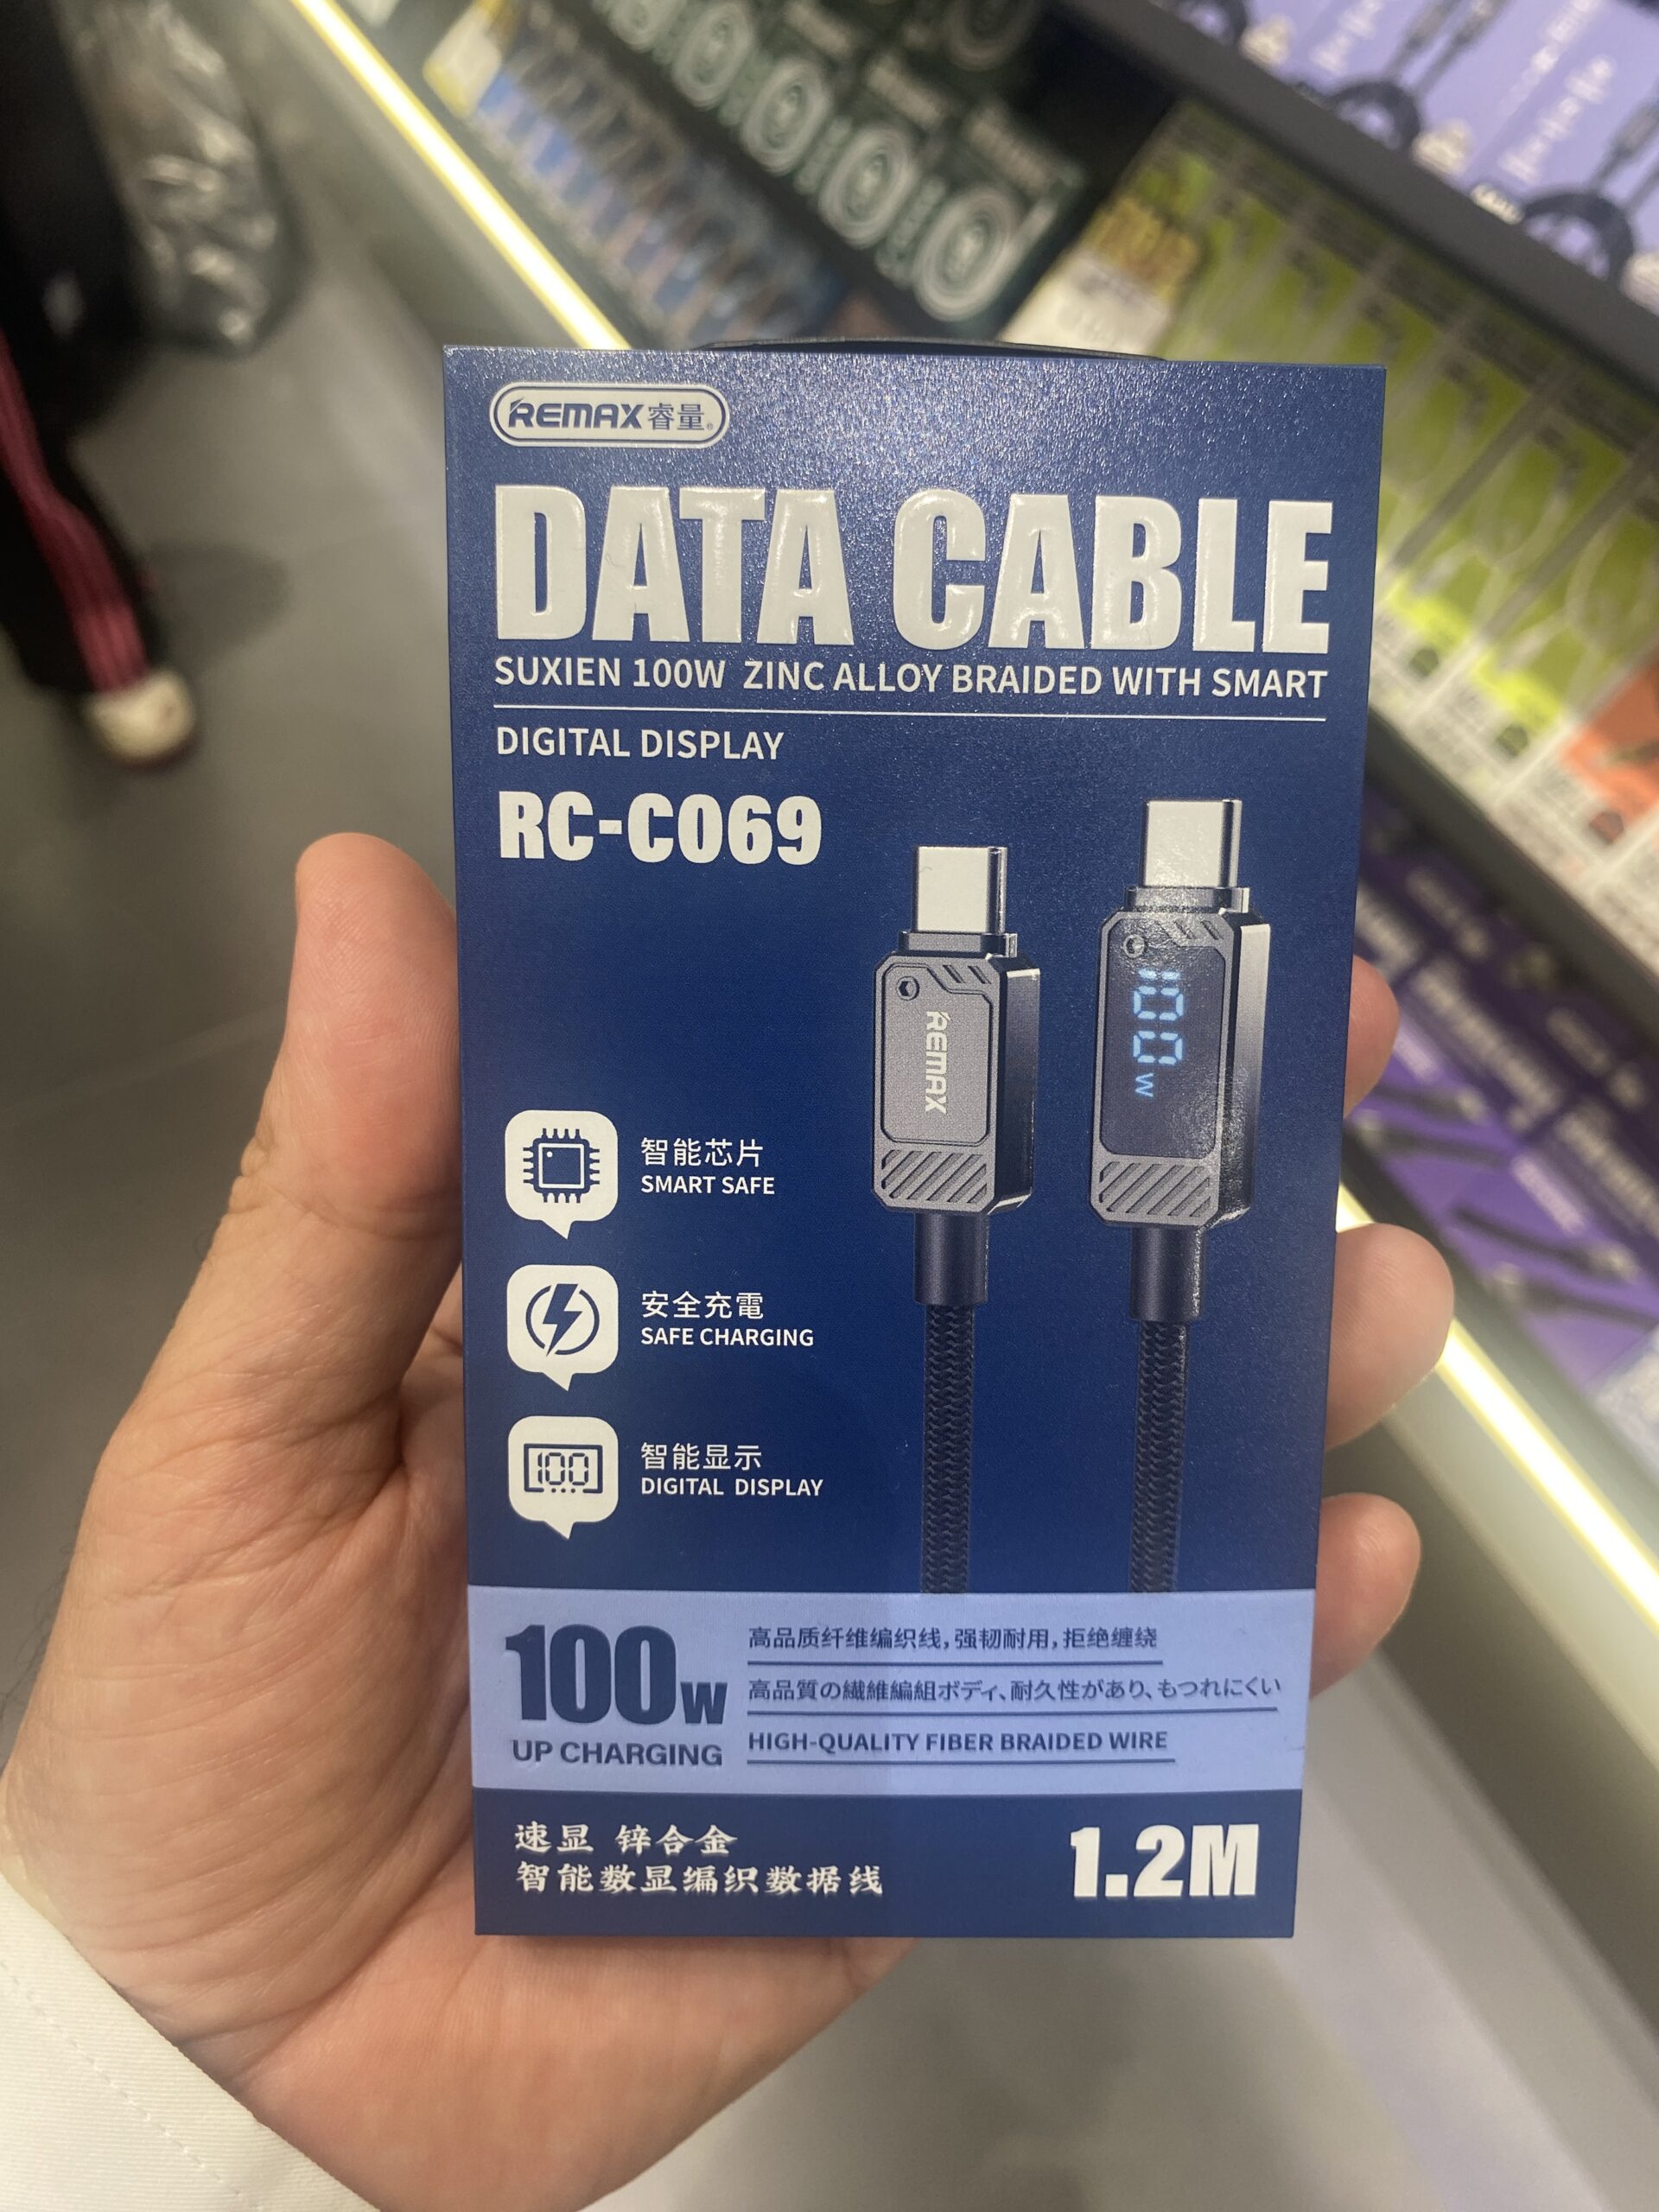 REMAX睿量
DATA CABLE
SUXIEN 100W ZINC ALLOY BRAIDED WITH SMART
DIGITAL DISPLAY
RC-C069
REMAX
100W
智能芯片
SMART SAFE
安全充電
SAFE CHARGING
100
智能显示
DIGITAL DISPLAY
100W
UP CHARGING
高品质纤维编织线，强韧耐用，拒绝缠绕
高品質の繊維編組ボディ、耐久性があり、もつれにくい
HIGH-QUALITY FIBER BRAIDED WIRE
速显 锌合金
智能数显编织数据线
1.2M